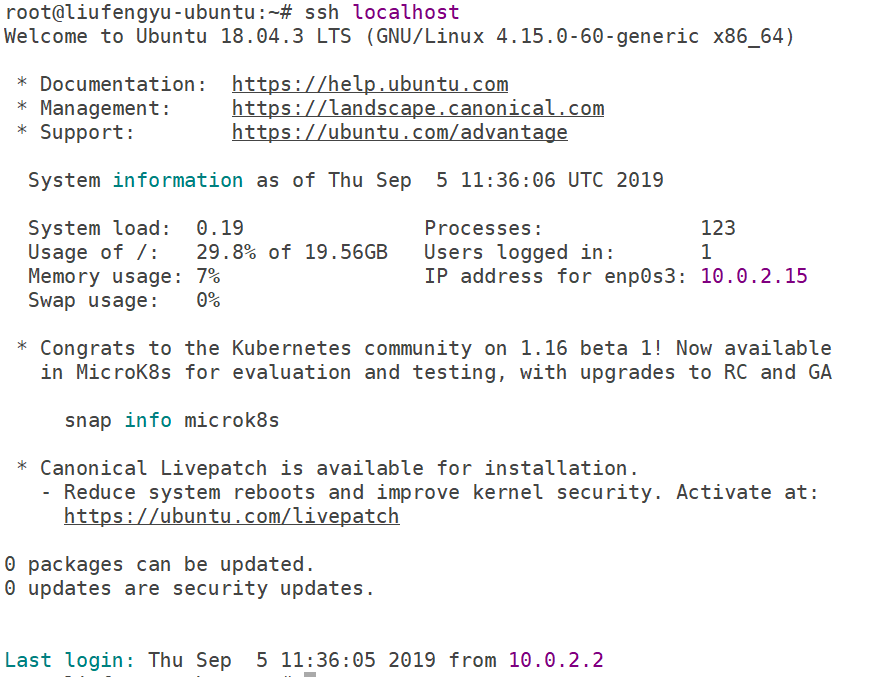 root@liufengyu-ubuntu:~# ssh localhost
Welcome to Ubuntu 18.04.3 LTS (GNU/Linux 4.15.0-60-generic x86_64)
* Documentation:  https://help.ubuntu.com
* Management:     https://landscape.canonical.com
* Support:        https://ubuntu.com/advantage
System information as of Thu Sep  5 11:36:06 UTC 2019
System load:  0.19               Processes:             123
Usage of /:   29.8% of 19.56GB   Users logged in:       1
Memory usage: 7%                 IP address for enp0s3: 10.0.2.15
Swap usage:   0%
* Congrats to the Kubernetes community on 1.16 beta 1! Now available
in MicroK8s for evaluation and testing, with upgrades to RC and GA
snap info microk8s
* Canonical Livepatch is available for installation.
- Reduce system reboots and improve kernel security. Activate at:
https://ubuntu.com/livepatch
0 packages can be updated.
0 updates are security updates.
Last login: Thu Sep  5 11:36:05 2019 from 10.0.2.2